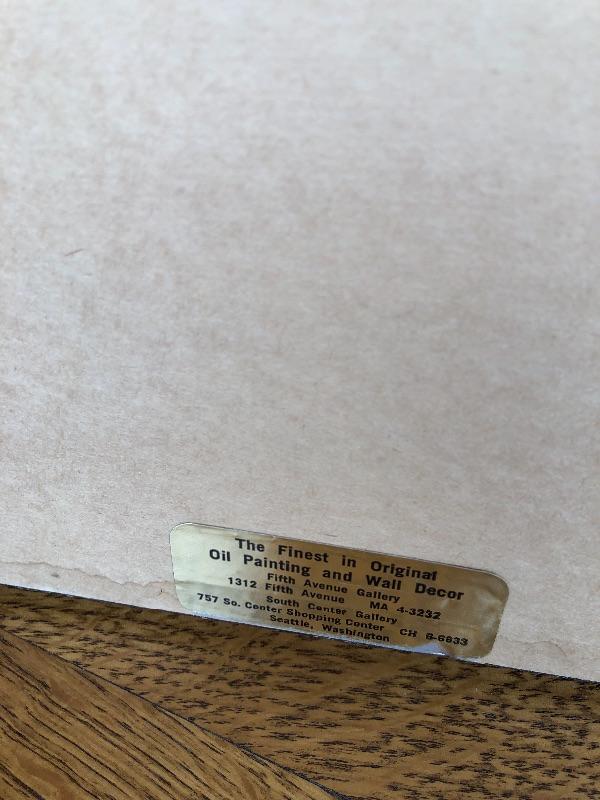 The Finest in Original
Oil Painting and Wall Decor
Fifth Avenue Gallery
1312 Fifth Avenue MA 4-3232
South Center Gallery
757 So. Center Shopping Center CH 6-6833
Seattle, Washington